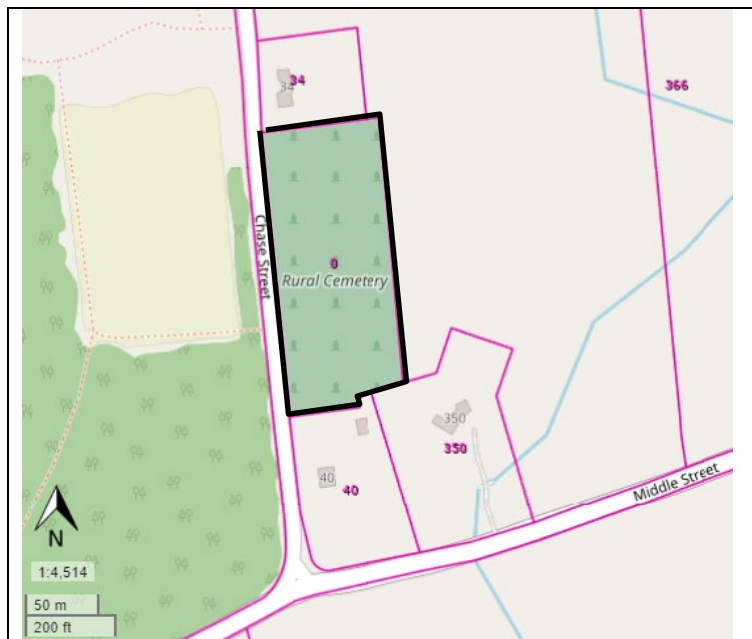 34
34
366
Chase Street
0
Rural Cemetery
350
350
40
40
Middle Street
N
1:4,514
50 m
200 ft